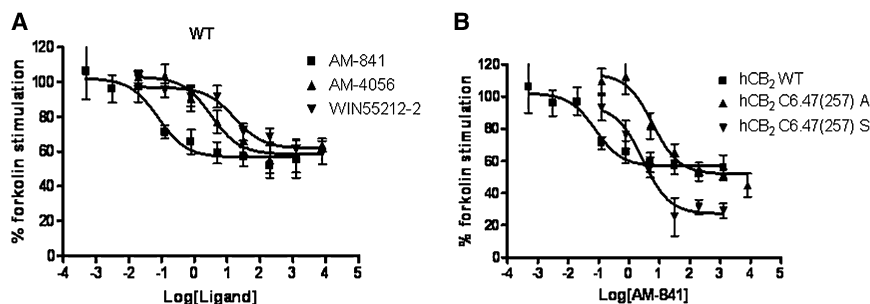 A
WT
% forkolin stimulation
120
100
80
60
40
20
0
-4 -3 -2 -1 0 1 2 3 4 5
Log[Ligand]
AM-841
AM-4056
WIN55212-2
B
% forkolin stimulation
120
100
80
60
40
20
0
-4 -3 -2 -1 0 1 2 3 4 5
Log[AM-841]
hCB2 WT
hCB2 C6.47(257) A
hCB2 C6.47(257) S